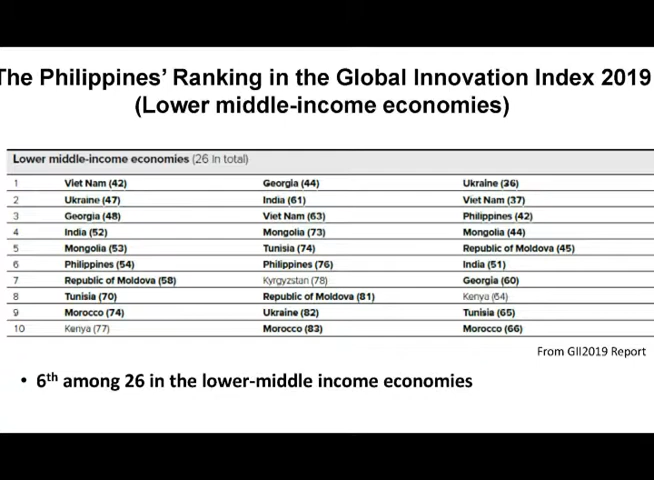 The Philippines' Ranking in the Global Innovation Index 2019
(Lower middle-income economies)
Lower middle-income economies (26 in total)
1 Viet Nam (42) Georgia (44) Ukraine (36)
2 Ukraine (47) India (61) Viet Nam (37)
3 Georgia (48) Viet Nam (63) Philippines (42)
4 India (52) Mongolia (73) Mongolia (44)
5 Mongolia (53) Tunisia (74) Republic of Moldova (45)
6 Philippines (54) Philippines (76) India (51)
7 Republic of Moldova (58) Kyrgyzstan (78) Georgia (60)
8 Tunisia (70) Republic of Moldova (81) Kenya (64)
9 Morocco (74) Ukraine (82) Tunisia (65)
10 Kenya (77) Morocco (83) Morocco (66)
From GII2019 Report
• 6th among 26 in the lower-middle income economies